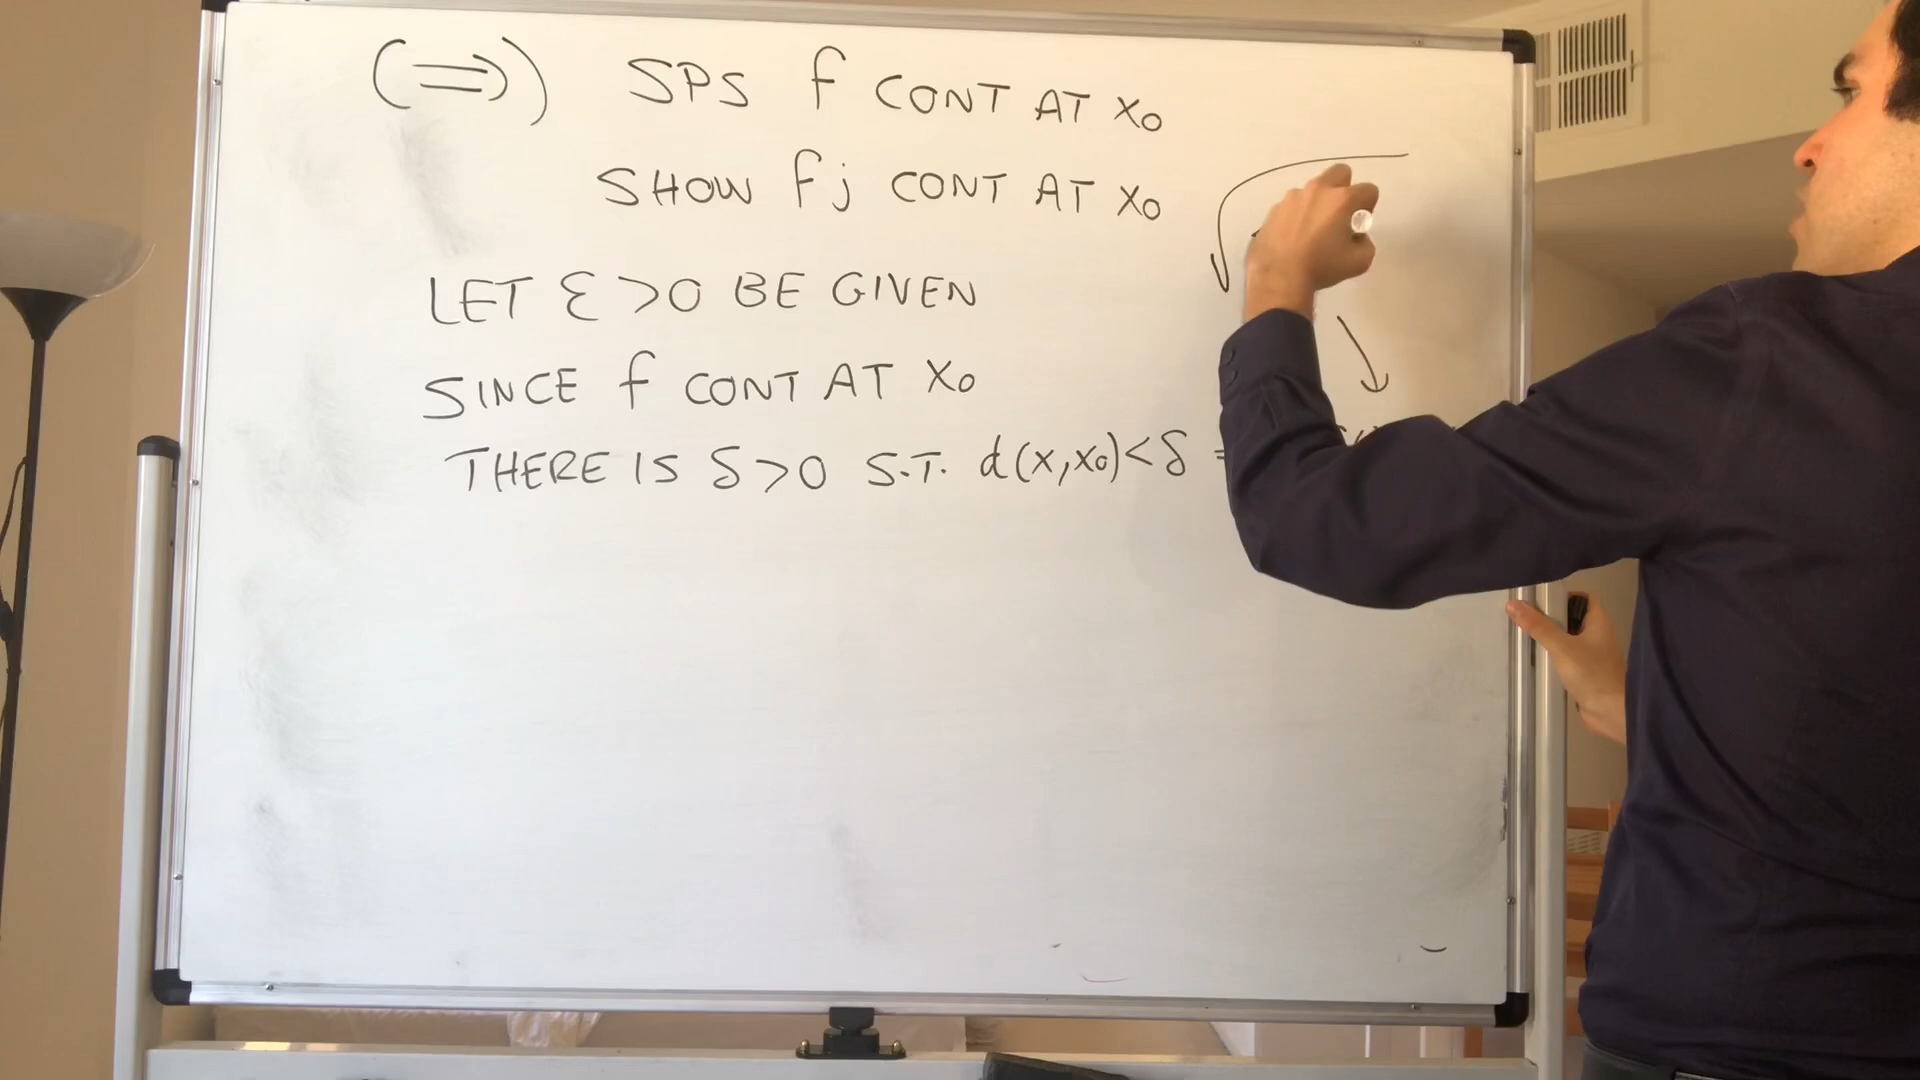 (⇒) SPS f CONT AT x₀
SHOW fj CONT AT x₀
LET Ɛ >0 BE GIVEN
SINCE f CONT AT x₀
THERE IS δ>0 S.T. d(x,x₀)<δ